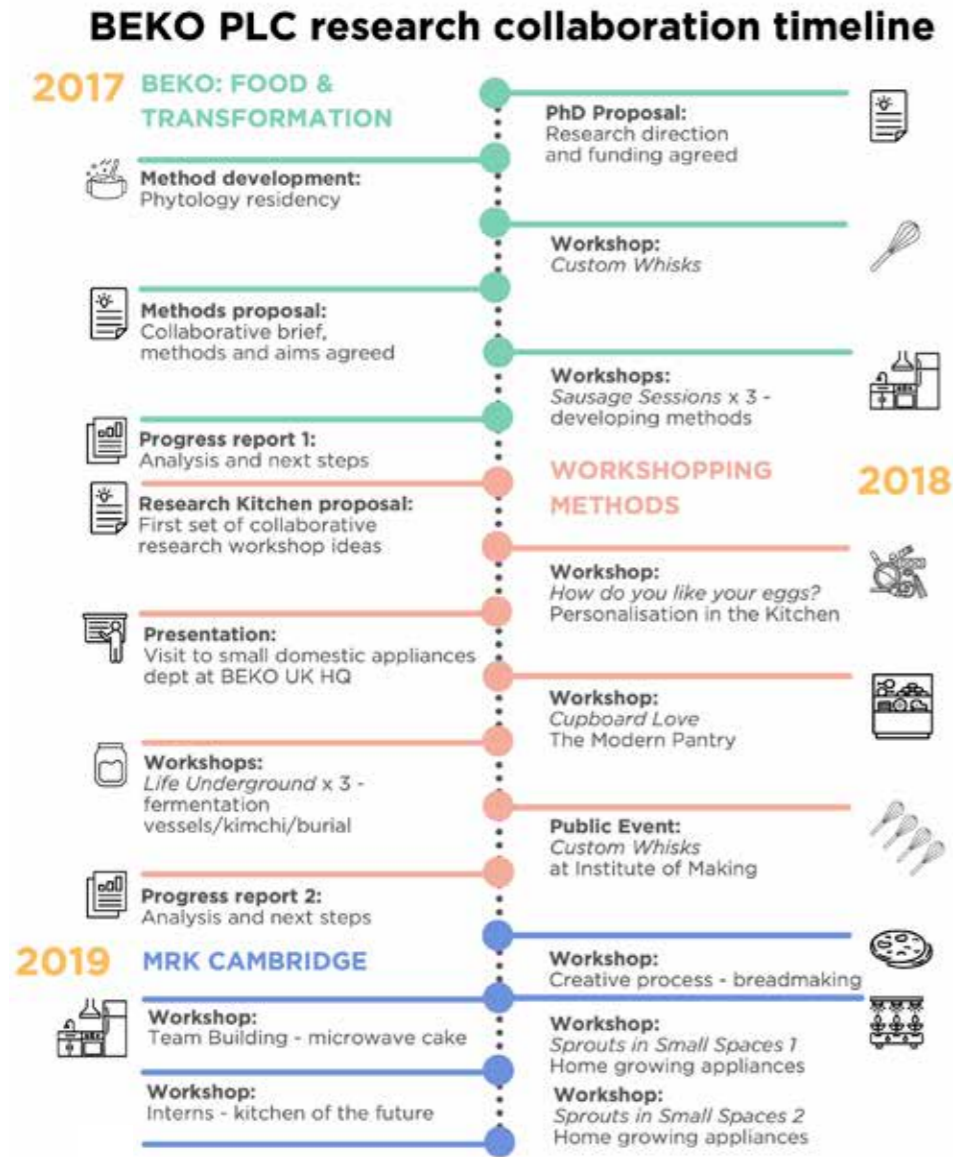 BEKO PLC research collaboration timeline
2017
BEKO: FOOD &
TRANSFORMATION
PhD Proposal:
Research direction
and funding agreed
Method development:
Phytology residency
Workshop:
Custom Whisks
Methods proposal:
Collaborative brief,
methods and aims agreed
Workshops:
Sausage Sessions x 3 -
developing methods
Progress report 1:
Analysis and next steps
WORKSHOPPING
METHODS
2018
Research Kitchen proposal:
First set of collaborative
research workshop ideas
Workshop:
How do you like your eggs?
Personalisation in the Kitchen
Presentation:
Visit to small domestic appliances
dept at BEKO UK HQ
Workshop:
Cupboard Love
The Modern Pantry
Workshops:
Life Underground x 3 -
fermentation
vessels/kimchi/burial
Public Event:
Custom Whisks
at Institute of Making
Progress report 2:
Analysis and next steps
2019
MRK CAMBRIDGE
Workshop:
Creative process - breadmaking
Workshop:
Team Building - microwave cake
Workshop:
Sprouts in Small Spaces 1
Home growing appliances
Workshop:
Interns - kitchen of the future
Workshop:
Sprouts in Small Spaces 2
Home growing appliances